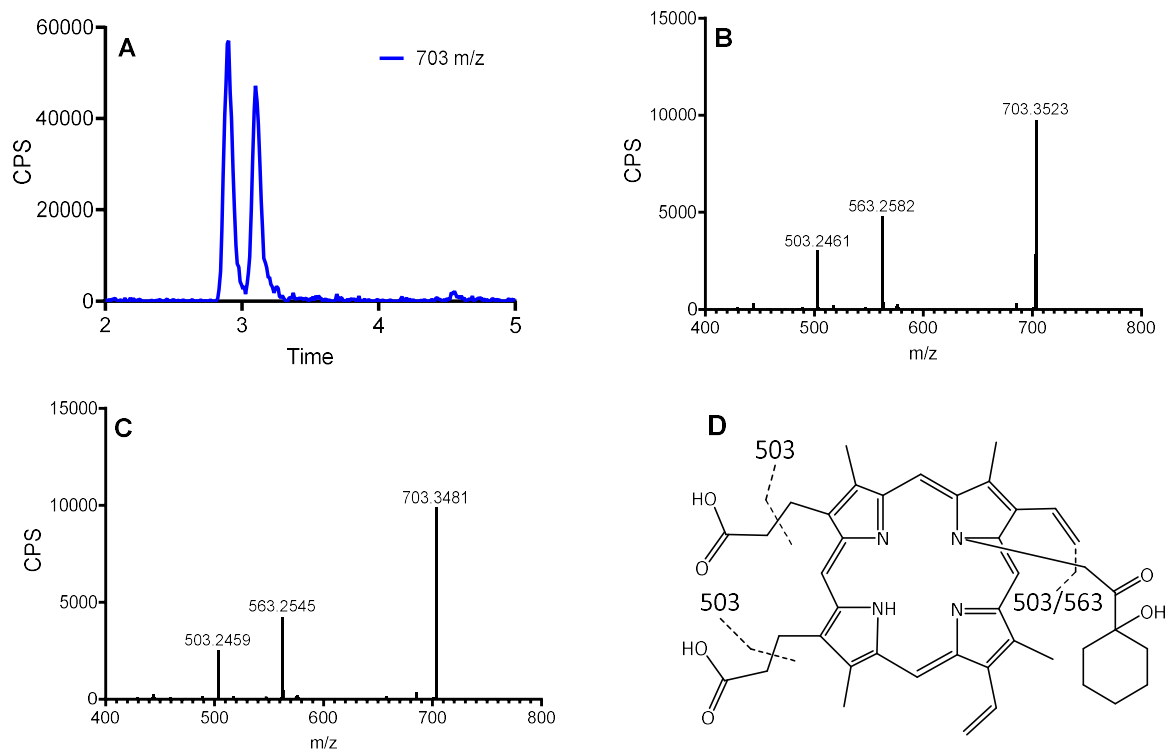 A
703 m/z
60000
40000
20000
0
CPS
2
3
4
5
Time
B
15000
10000
5000
0
CPS
703.3523
563.2582
503.2461
400
500
600
700
800
m/z
C
15000
10000
5000
0
CPS
703.3481
563.2545
503.2459
400
500
600
700
800
m/z
D
503
HO
O
N
N
O
503
NH
N
503/563
OH
HO
O